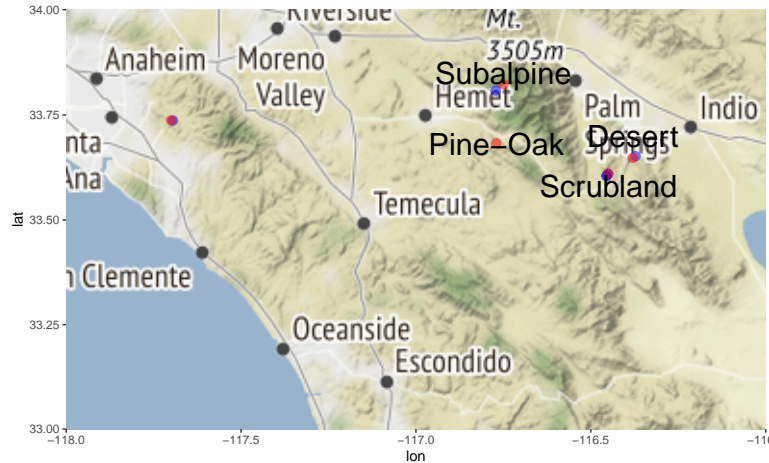 34.00
Riverside
Mt.
3505m
Anaheim
Moreno
Valley
Subalpine
Hemet
Palm
Springs
Indio
33.75
nta
Ana
Pine−Oak
Desert
Scrubland
33.50
Temecula
n Clemente
33.25
Oceanside
Escondido
33.00
−118.0
−117.5
−117.0
−116.5
−116
lat
lon